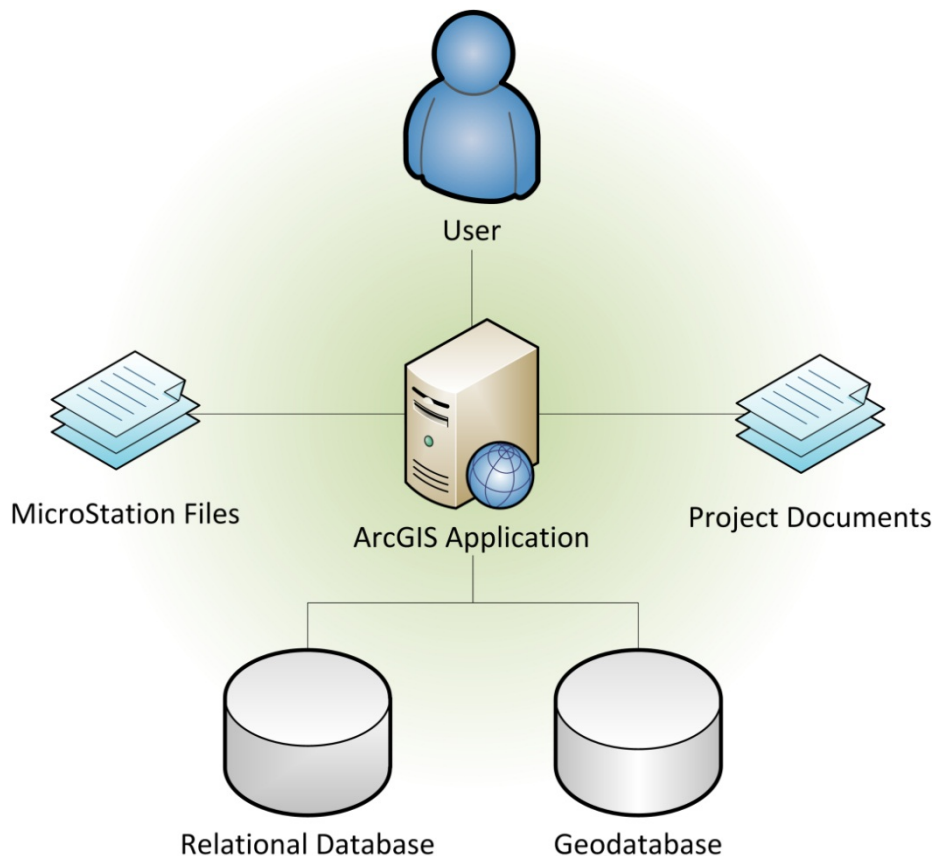 User
MicroStation Files
ArcGIS Application
Project Documents
Relational Database
Geodatabase